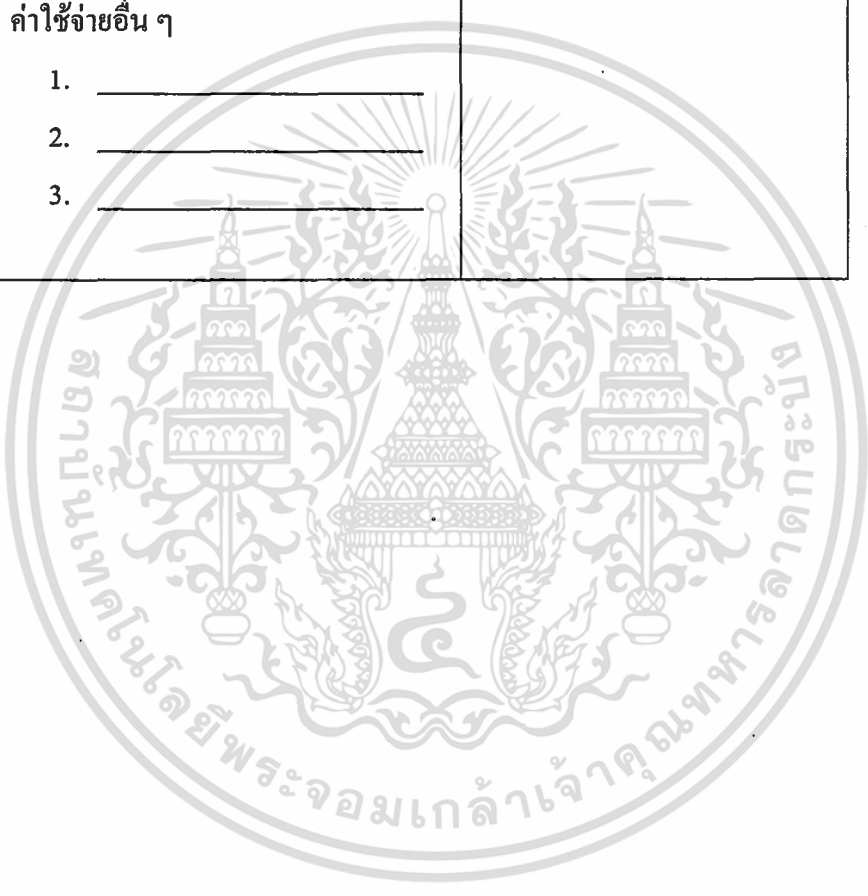 ค่าใช้จ่ายอื่น ๆ
1.
2.
3.
สถาบันเทคโนโลยีพระจอมเกล้าเจ้าคุณทหารลาดกระบัง
๔